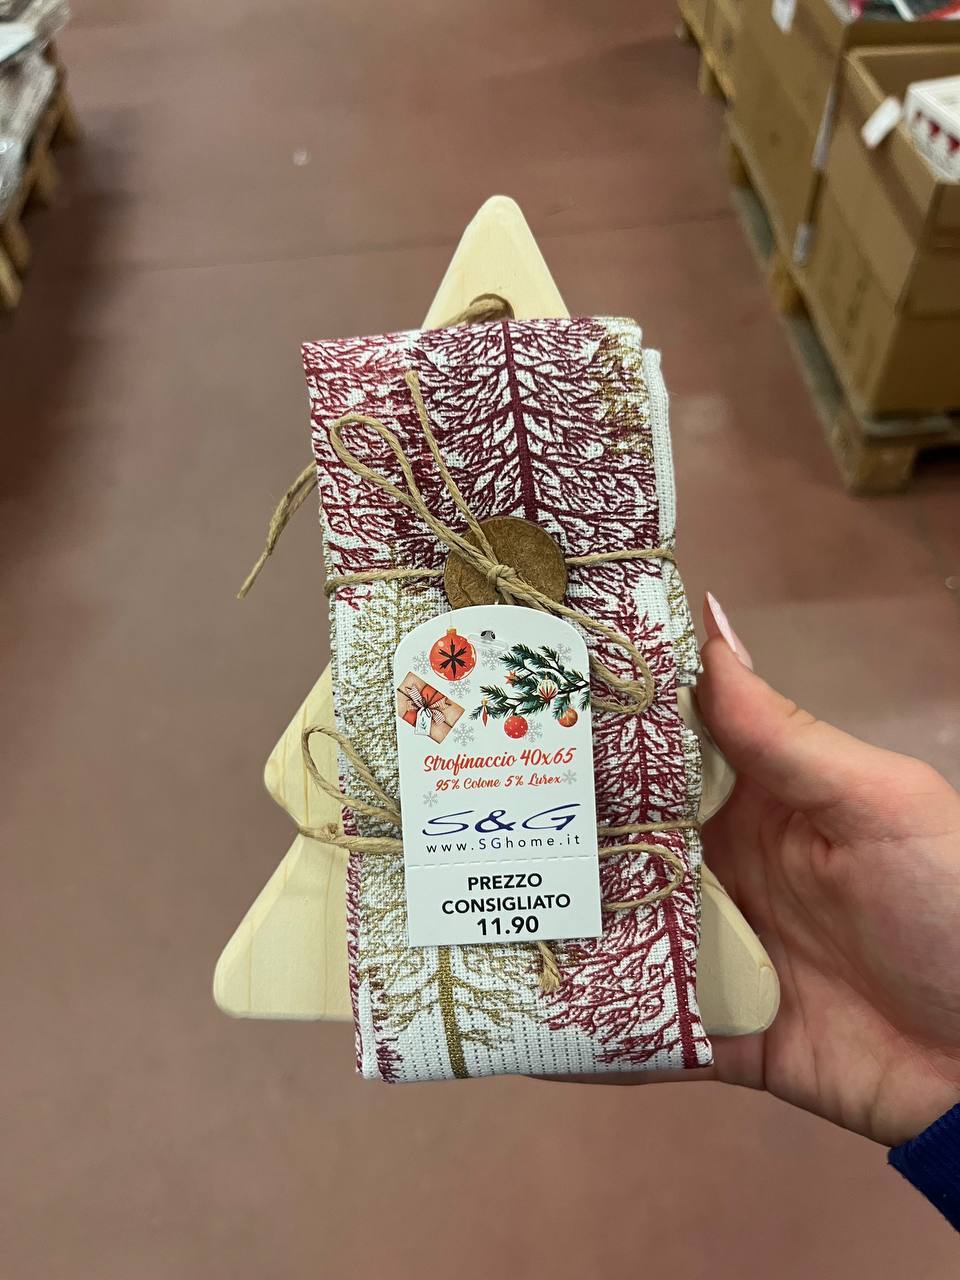 Strofinaccio 40x65
95% Cotone 5% Lurex
S&G
www.SGhome.it
PREZZO
CONSIGLIATO
11.90